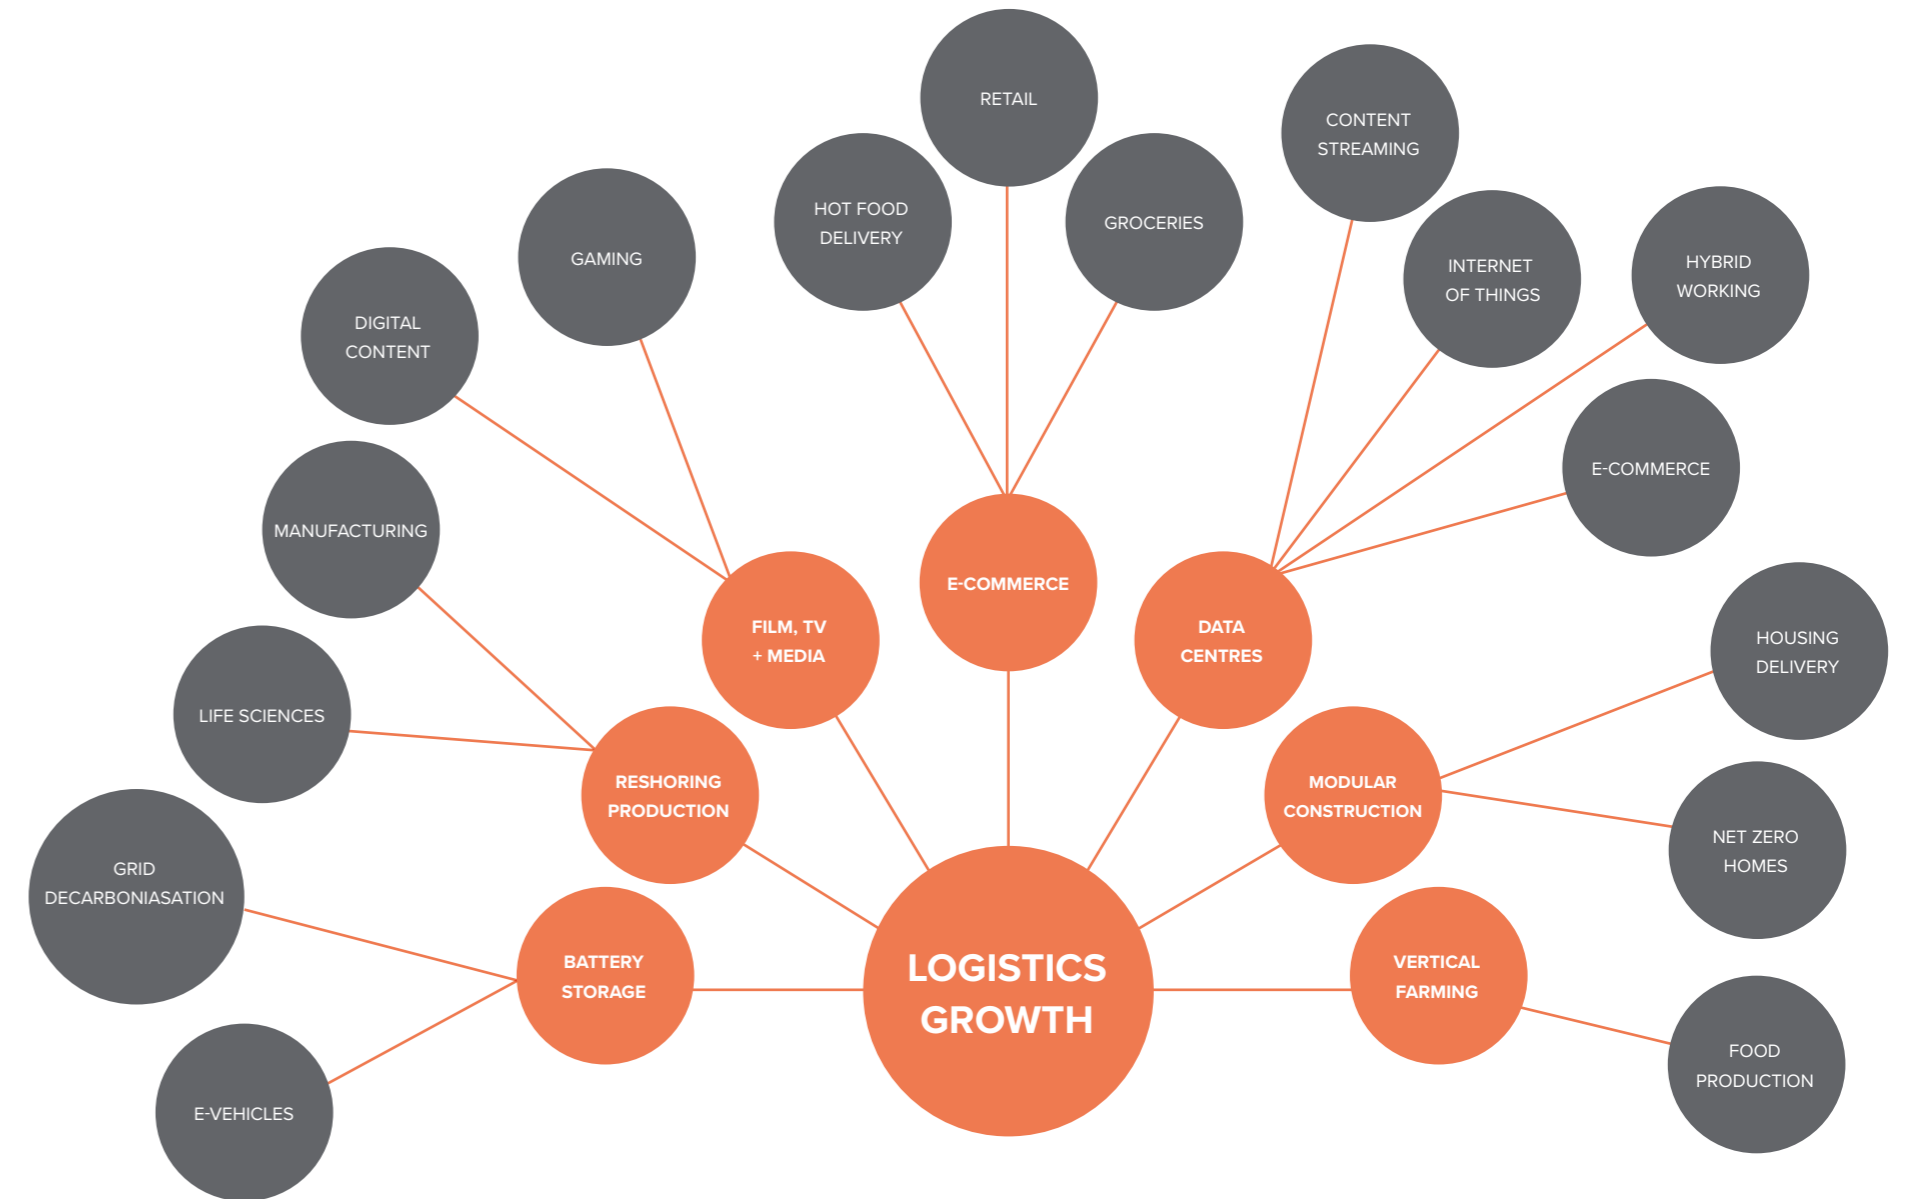 RETAIL
CONTENT
STREAMING
HOT FOOD
DELIVERY
GROCERIES
GAMING
INTERNET
OF THINGS
HYBRID
WORKING
DIGITAL
CONTENT
E-COMMERCE
MANUFACTURING
E-COMMERCE
FILM, TV
+ MEDIA
DATA
CENTRES
HOUSING
DELIVERY
LIFE SCIENCES
RESHORING
PRODUCTION
MODULAR
CONSTRUCTION
NET ZERO
HOMES
GRID
DECARBONIASATION
BATTERY
STORAGE
LOGISTICS
GROWTH
VERTICAL
FARMING
FOOD
PRODUCTION
E-VEHICLES